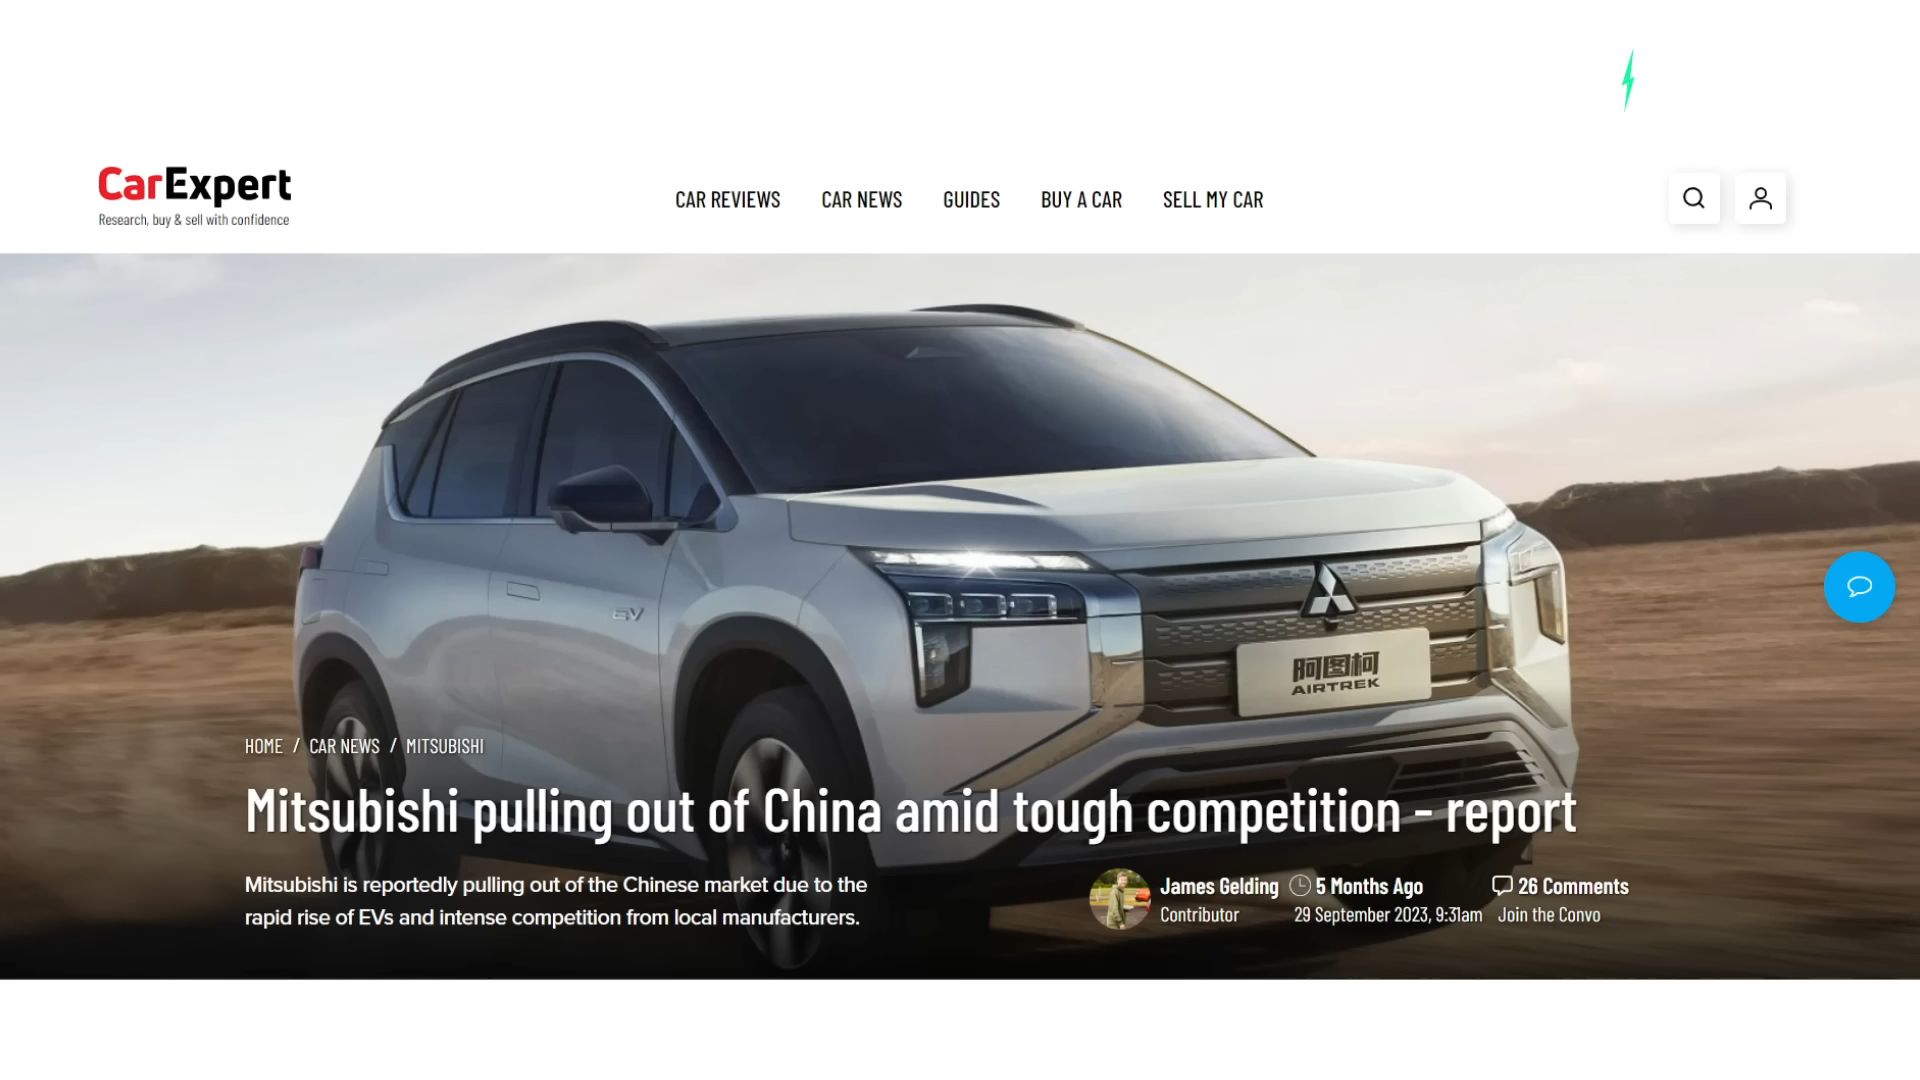 CarExpert
Research, buy & sell with confidence
CAR REVIEWS
CAR NEWS
GUIDES
BUY A CAR
SELL MY CAR
EV
阿图柯
AIRTREK
HOME / CAR NEWS / MITSUBISHI
Mitsubishi pulling out of China amid tough competition - report
Mitsubishi is reportedly pulling out of the Chinese market due to the
rapid rise of EVs and intense competition from local manufacturers.
James Gelding
Contributor
5 Months Ago
29 September 2023, 9:31am
26 Comments
Join the Convo